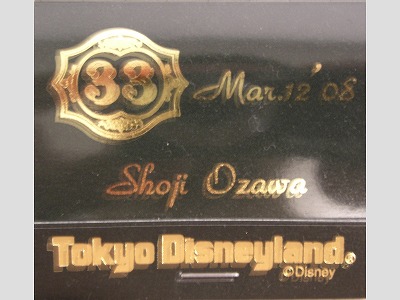 33
Mar.12'08
Shoji Ozawa
Tokyo Disneyland®
©Disney